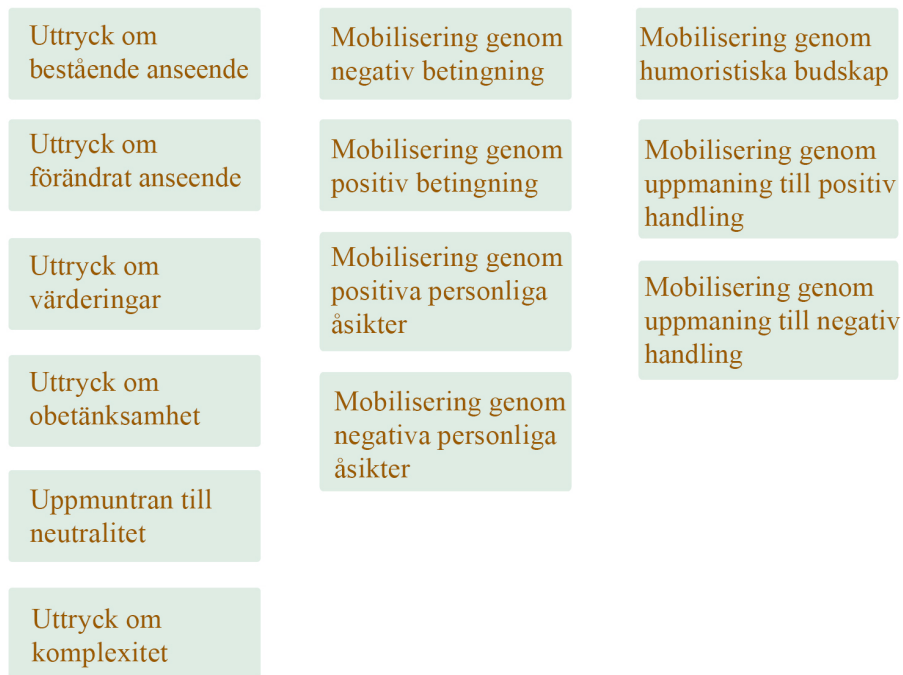 Uttryck om
bestående anseende
Uttryck om
förändrat anseende
Uttryck om
värderingar
Uttryck om
obetänksamhet
Uppmuntran till
neutralitet
Uttryck om
komplexitet
Mobilisering genom
negativ betingning
Mobilisering genom
positiv betingning
Mobilisering genom
positiva personliga
åsikter
Mobilisering genom
negativa personliga
åsikter
Mobilisering genom
humoristiska budskap
Mobilisering genom
uppmaning till positiv
handling
Mobilisering genom
uppmaning till negativ
handling